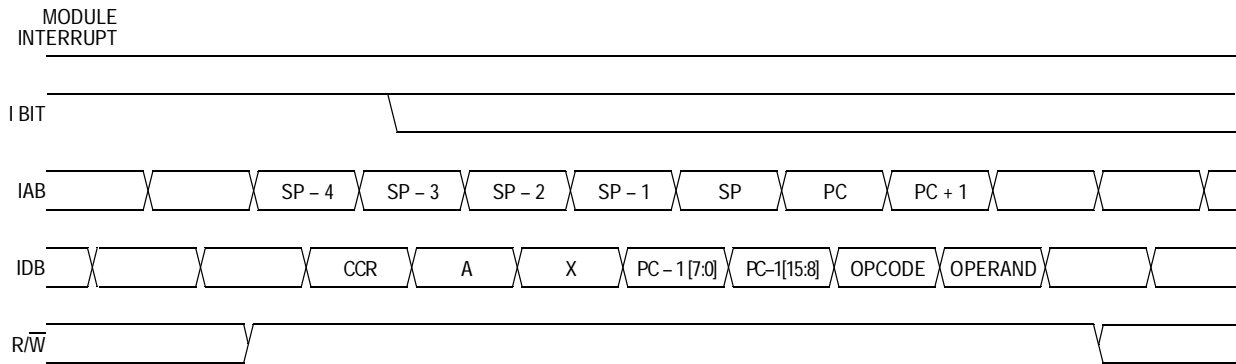 MODULE
INTERRUPT
I BIT
IAB SP – 4 SP – 3 SP – 2 SP – 1 SP PC PC + 1
IDB CCR A X PC – 1 [7:0] PC–1[15:8] OPCODE OPERAND
R/W̅